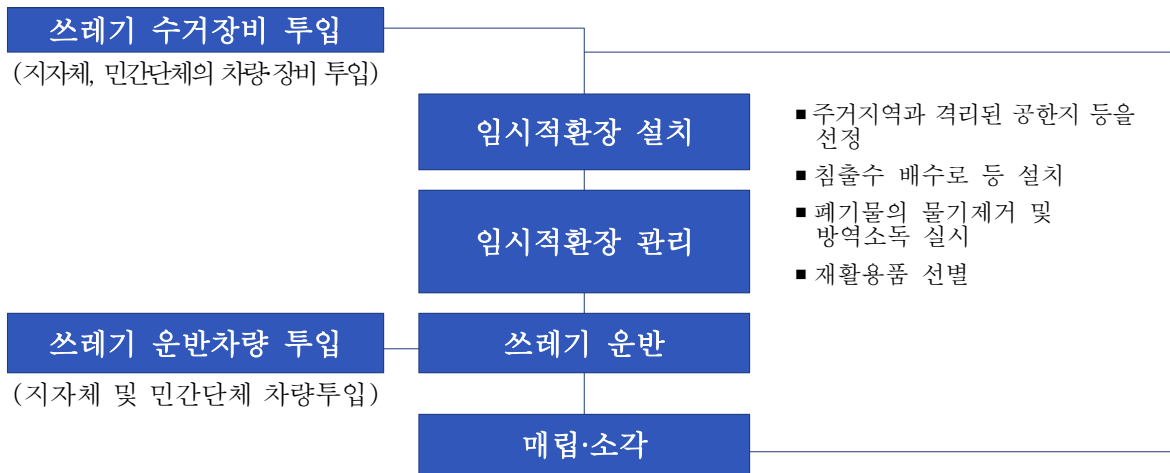 쓰레기 수거장비 투입
(지자체, 민간단체의 차량·장비 투입)
임시적환장 설치
임시적환장 관리
■ 주거지역과 격리된 공한지 등을
선정
■ 침출수 배수로 등 설치
■ 폐기물의 물기제거 및
방역소독 실시
■ 재활용품 선별
쓰레기 운반차량 투입
(지자체 및 민간단체 차량투입)
쓰레기 운반
매립·소각